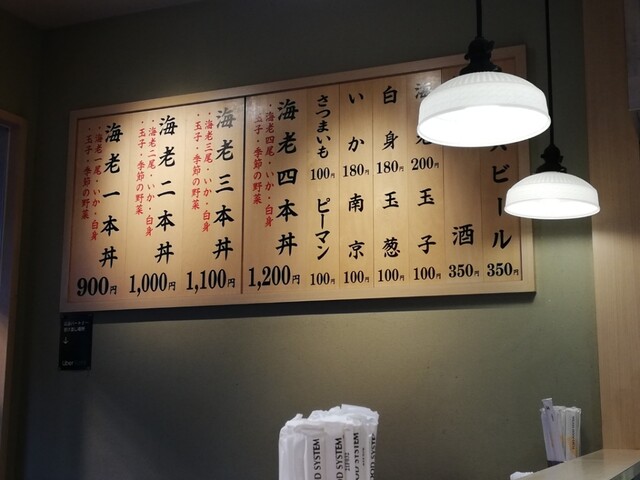 ビール 350円
酒 350円
海老 200円
玉子 100円
白身 180円
玉葱 100円
いか 180円
南京 100円
さつまいも 100円
ピーマン 100円
海老四本丼 1,200円
・海老四尾・いか・白身
・玉子・季節の野菜
海老三本丼 1,100円
・海老三尾・いか・白身
・玉子・季節の野菜
海老二本丼 1,000円
・海老二尾・いか・白身
・玉子・季節の野菜
海老一本丼 900円
・海老一尾・いか・白身
・玉子・季節の野菜
OOD SYSTEM